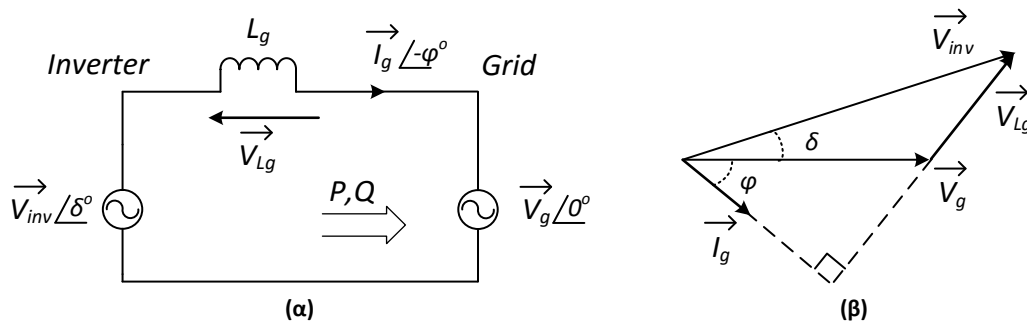 L_g
I_g∠-φ°
Inverter
Grid
V_Lg
V_inv∠δ°
P,Q
V_g∠0°
(α)
V_inv
V_Lg
δ
φ
V_g
I_g
(β)